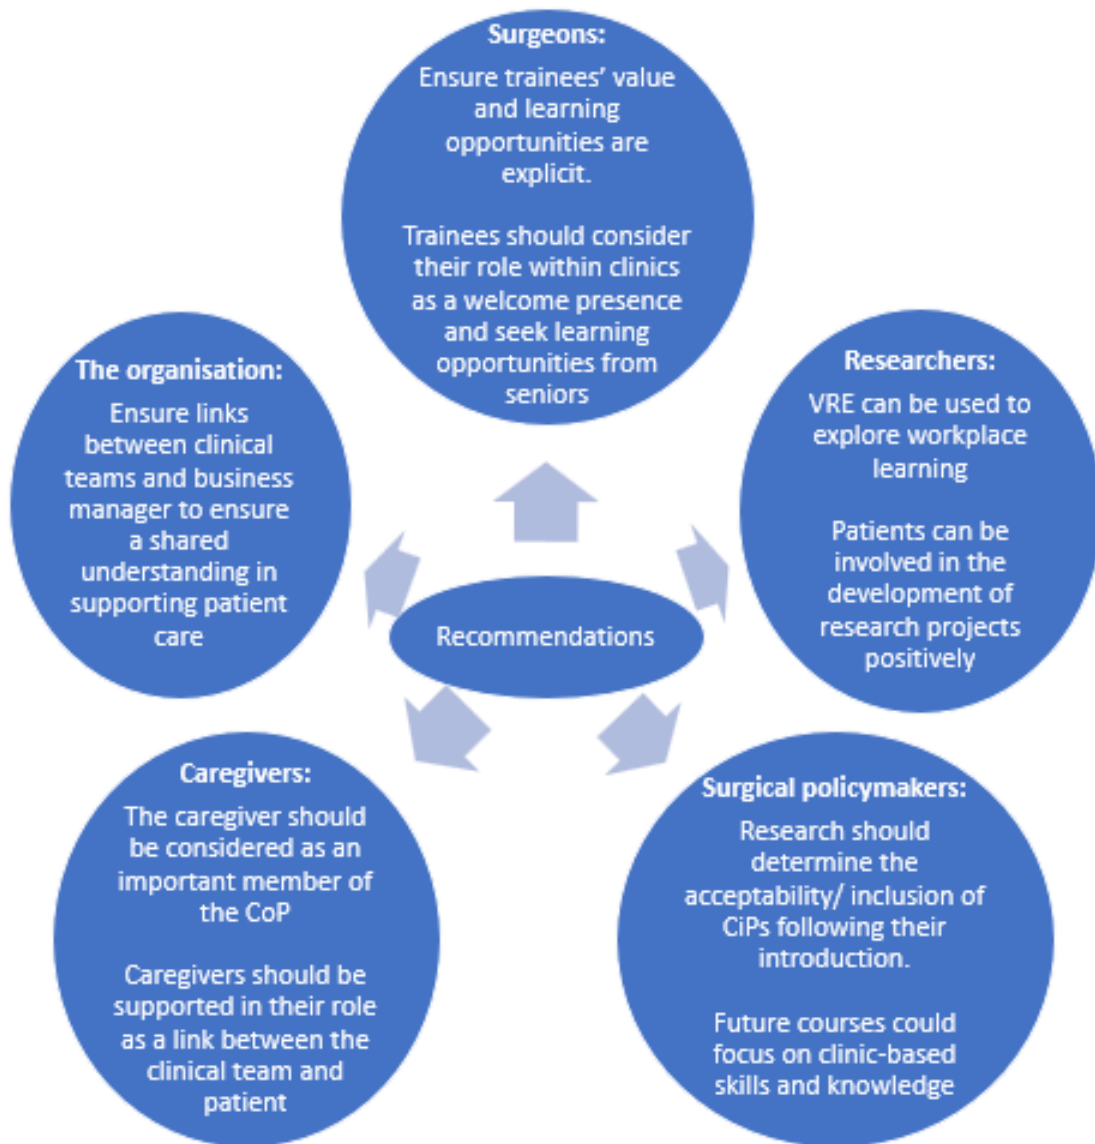 Surgeons:
Ensure trainees' value
and learning
opportunities are
explicit.
Trainees should consider
their role within clinics
as a welcome presence
and seek learning
opportunities from
seniors
The organisation:
Ensure links
between clinical
teams and business
manager to ensure
a shared
understanding in
supporting patient
care
Researchers:
VRE can be used to
explore workplace
learning
Patients can be
involved in the
development of
research projects
positively
Recommendations
Caregivers:
The caregiver should
be considered as an
important member of
the CoP
Caregivers should be
supported in their role
as a link between the
clinical team and
patient
Surgical policymakers:
Research should
determine the
acceptability/ inclusion of
CiPs following their
introduction.
Future courses could
focus on clinic-based
skills and knowledge